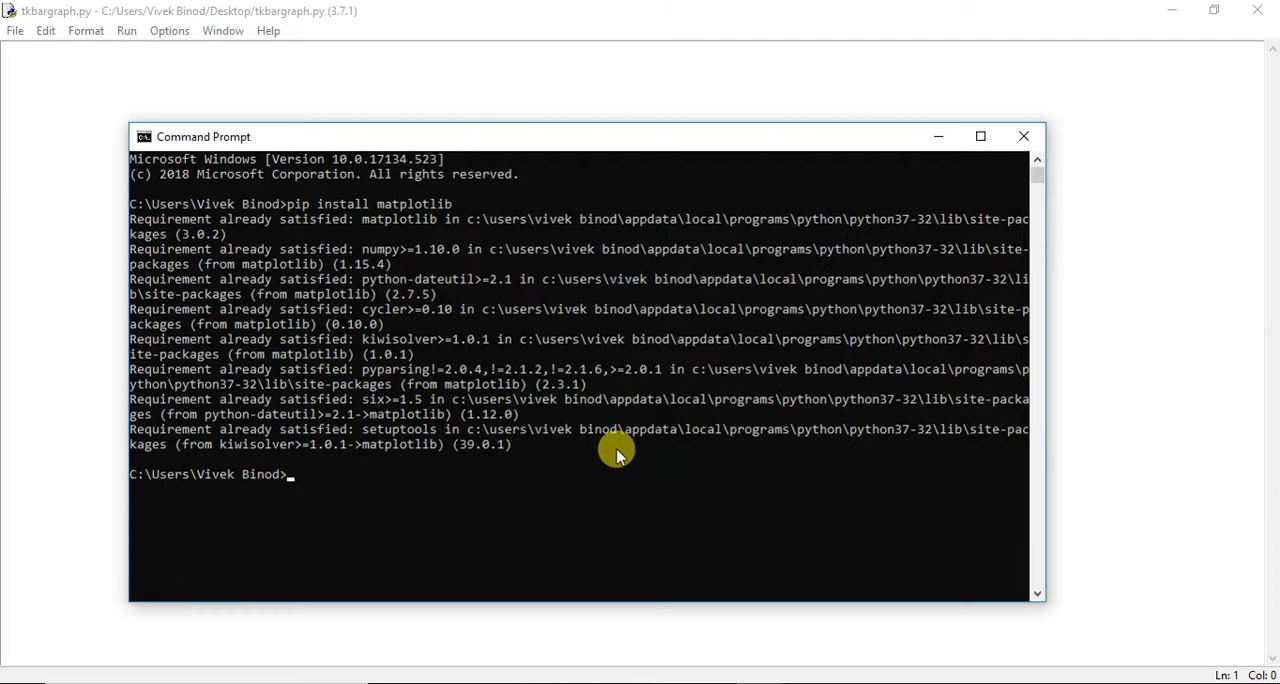 tkbargraph.py - C:/Users/Vivek Binod/Desktop/tkbargraph.py (3.7.1)
File Edit Format Run Options Window Help
Command Prompt
Microsoft Windows [Version 10.0.17134.523]
(c) 2018 Microsoft Corporation. All rights reserved.
C:\Users\Vivek Binod>pip install matplotlib
Requirement already satisfied: matplotlib in c:\users\vivek binod\appdata\local\programs\python\python37-32\lib\site-pac
kages (3.0.2)
Requirement already satisfied: numpy>=1.10.0 in c:\users\vivek binod\appdata\local\programs\python\python37-32\lib\site-
packages (from matplotlib) (1.15.4)
Requirement already satisfied: python-dateutil>=2.1 in c:\users\vivek binod\appdata\local\programs\python\python37-32\li
b\site-packages (from matplotlib) (2.7.5)
Requirement already satisfied: cycler>=0.10 in c:\users\vivek binod\appdata\local\programs\python\python37-32\lib\site-p
ackages (from matplotlib) (0.10.0)
Requirement already satisfied: kiwisolver>=1.0.1 in c:\users\vivek binod\appdata\local\programs\python\python37-32\lib\s
ite-packages (from matplotlib) (1.0.1)
Requirement already satisfied: pyparsing!=2.0.4,!=2.1.2,!=2.1.6,>=2.0.1 in c:\users\vivek binod\appdata\local\programs\p
ython\python37-32\lib\site-packages (from matplotlib) (2.3.1)
Requirement already satisfied: six>=1.5 in c:\users\vivek binod\appdata\local\programs\python\python37-32\lib\site-packa
ges (from python-dateutil>=2.1->matplotlib) (1.12.0)
Requirement already satisfied: setuptools in c:\users\vivek binod\appdata\local\programs\python\python37-32\lib\site-pac
kages (from kiwisolver>=1.0.1->matplotlib) (39.0.1)
C:\Users\Vivek Binod>
Ln: 1 Col: 0